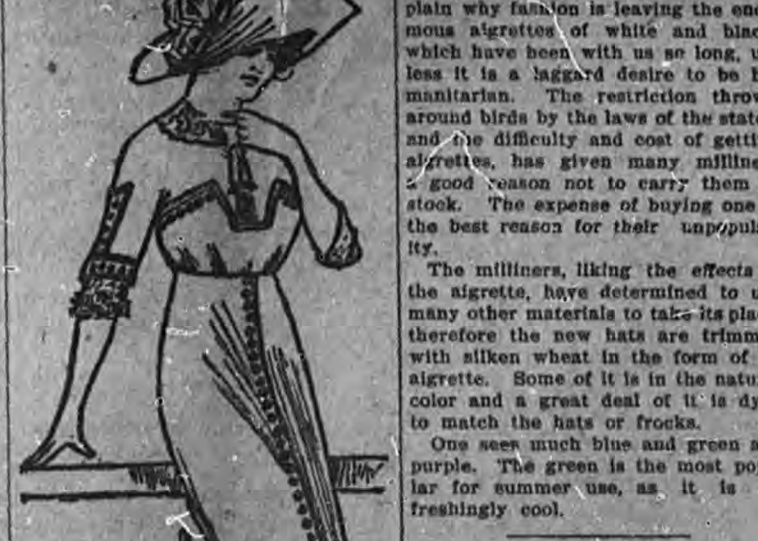 plain why fashion is leaving the eno
mous aigrettes of white and blac
which have been with us so long, u
less it is a laggard desire to be h
manitarian. The restriction throw
around birds by the laws of the state
and the difficulty and cost of getti
aigrettes, has given many milline
a good reason not to carry them
stock. The expense of buying one
the best reason for their unpopula
ity.
The milliners, liking the effects
the aigrette, have determined to u
many other materials to take its plac
therefore the new hats are trimm
with silken wheat in the form of
aigrette. Some of it is in the natu
color and a great deal of it is dy
to match the hats or frocks.
One sees much blue and green a
purple. The green is the most pop
lar for summer use, as it is
freshingly cool.